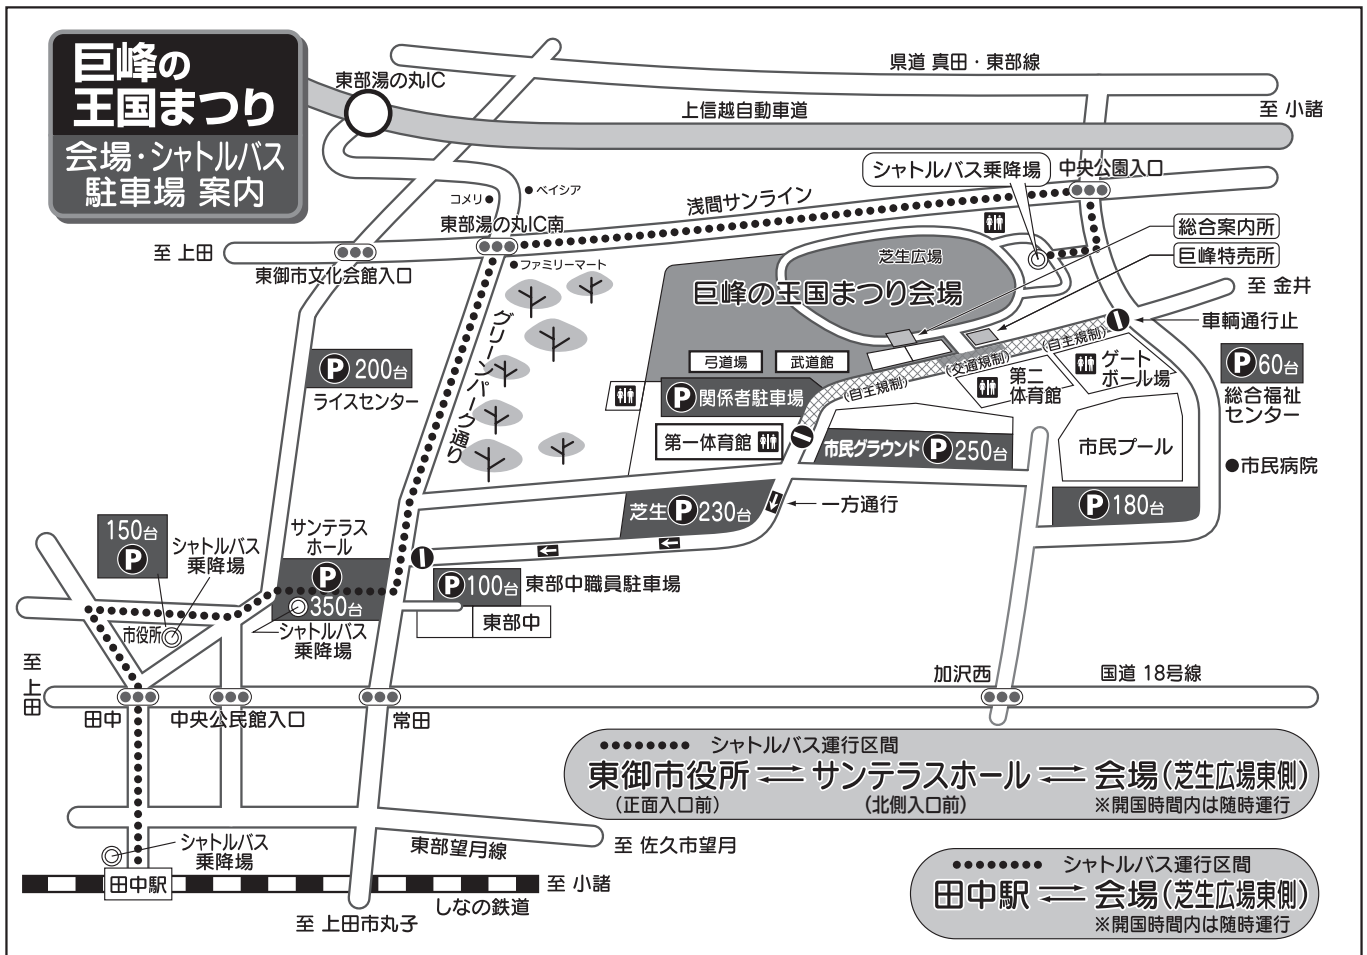 巨峰の
王国まつり
会場・シャトルバス
駐車場 案内
東部湯の丸IC
県道 真田・東部線
上信越自動車道
至 小諸
シャトルバス乗降場
中央公園入口
コメリ
ベイシア
浅間サンライン
東部湯の丸IC南
至 上田
東御市文化会館入口
ファミリーマート
総合案内所
巨峰特売所
芝生広場
巨峰の王国まつり会場
至 金井
車輌通行止
グリーンパーク通り
弓道場
武道館
(自主規制)
(交通規制)
(自主規制)
P 200台
ライスセンター
P 関係者駐車場
第二
体育館
ゲート
ボール場
P 60台
総合福祉
センター
第一体育館
市民グラウンド P 250台
市民プール
市民病院
芝生 P 230台
一方通行
P 180台
150台
P
シャトルバス
乗降場
サンテラス
ホール
P
350台
シャトルバス
乗降場
P 100台
東部中職員駐車場
東部中
市役所
至 上田
田中
中央公民館入口
常田
加沢西
国道 18号線
シャトルバス運行区間
東御市役所 サンテラスホール 会場(芝生広場東側)
(正面入口前) (北側入口前) ※開国時間内は随時運行
シャトルバス
乗降場
東部望月線
至 佐久市望月
田中駅
至 小諸
しなの鉄道
至 上田市丸子
シャトルバス運行区間
田中駅 会場(芝生広場東側)
※開国時間内は随時運行